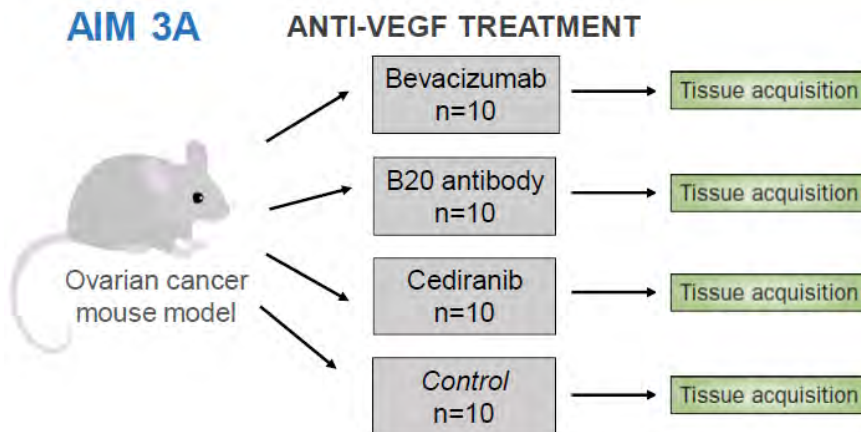 AIM 3A
ANTI-VEGF TREATMENT
Bevacizumab
n=10
Tissue acquisition
B20 antibody
n=10
Tissue acquisition
Ovarian cancer
mouse model
Cediranib
n=10
Tissue acquisition
Control
n=10
Tissue acquisition